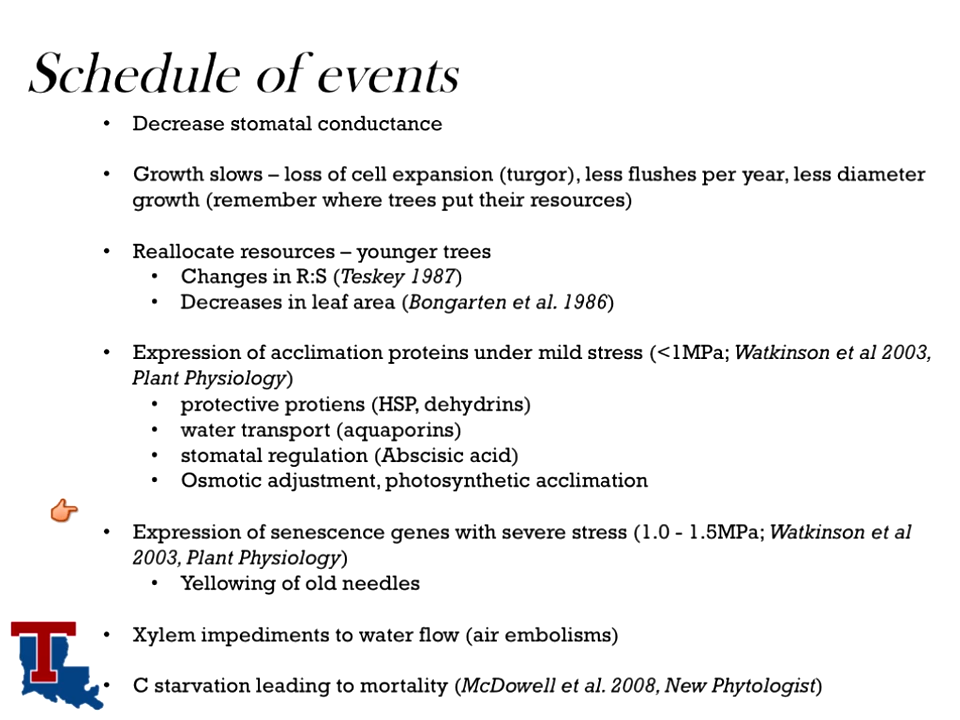 Schedule of events
• Decrease stomatal conductance
• Growth slows – loss of cell expansion (turgor), less flushes per year, less diameter
growth (remember where trees put their resources)
• Reallocate resources – younger trees
• Changes in R:S (Teskey 1987)
• Decreases in leaf area (Bongarten et al. 1986)
• Expression of acclimation proteins under mild stress (<1MPa; Watkinson et al 2003,
Plant Physiology)
• protective protiens (HSP, dehydrins)
• water transport (aquaporins)
• stomatal regulation (Abscisic acid)
• Osmotic adjustment, photosynthetic acclimation
• Expression of senescence genes with severe stress (1.0 - 1.5MPa; Watkinson et al
2003, Plant Physiology)
• Yellowing of old needles
• Xylem impediments to water flow (air embolisms)
• C starvation leading to mortality (McDowell et al. 2008, New Phytologist)
T